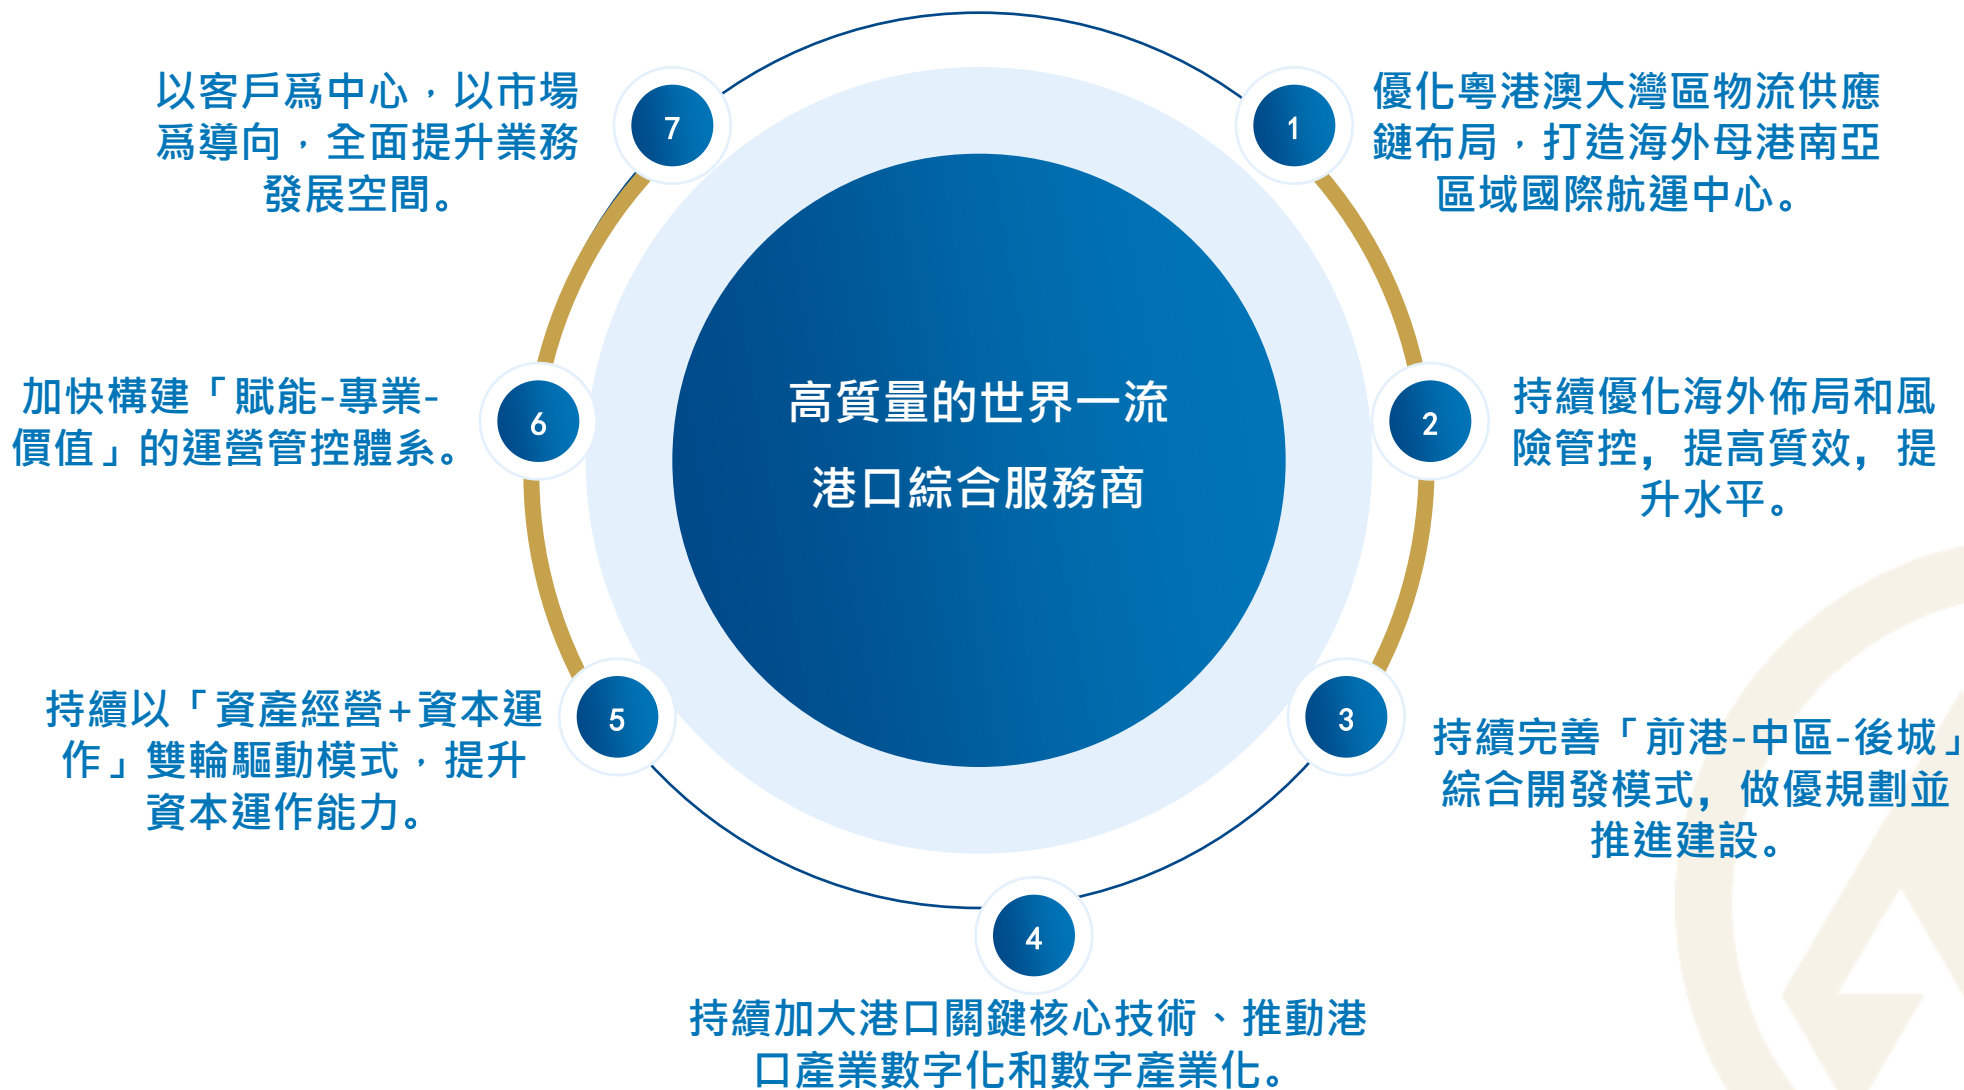 高質量的世界一流
港口綜合服務商
1
優化粵港澳大灣區物流供應
鏈布局，打造海外母港南亞
區域國際航運中心。
2
持續優化海外佈局和風
險管控，提高質效，提
升水平。
3
持續完善「前港-中區-後城」
綜合開發模式，做優規劃並
推進建設。
4
持續加大港口關鍵核心技術、推動港
口產業數字化和數字產業化。
5
持續以「資產經營+資本運
作」雙輪驅動模式，提升
資本運作能力。
6
加快構建「賦能-專業-
價值」的運營管控體系。
7
以客戶爲中心，以市場
爲導向，全面提升業務
發展空間。